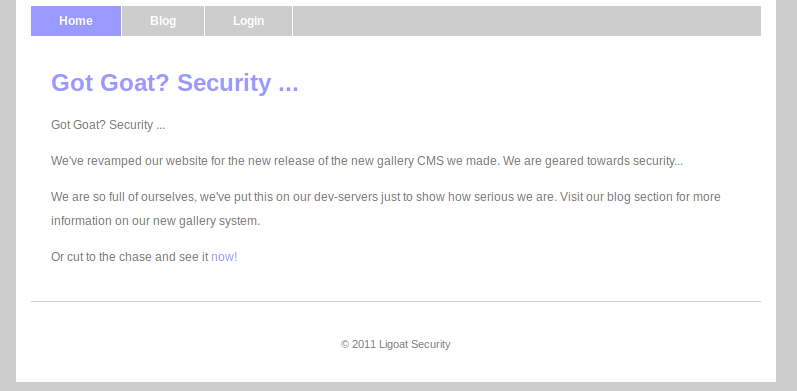 Home Blog Login
Got Goat? Security ...
Got Goat? Security ...
We've revamped our website for the new release of the new gallery CMS we made. We are geared towards security...
We are so full of ourselves, we've put this on our dev-servers just to show how serious we are. Visit our blog section for more
information on our new gallery system.
Or cut to the chase and see it now!
© 2011 Ligoat Security